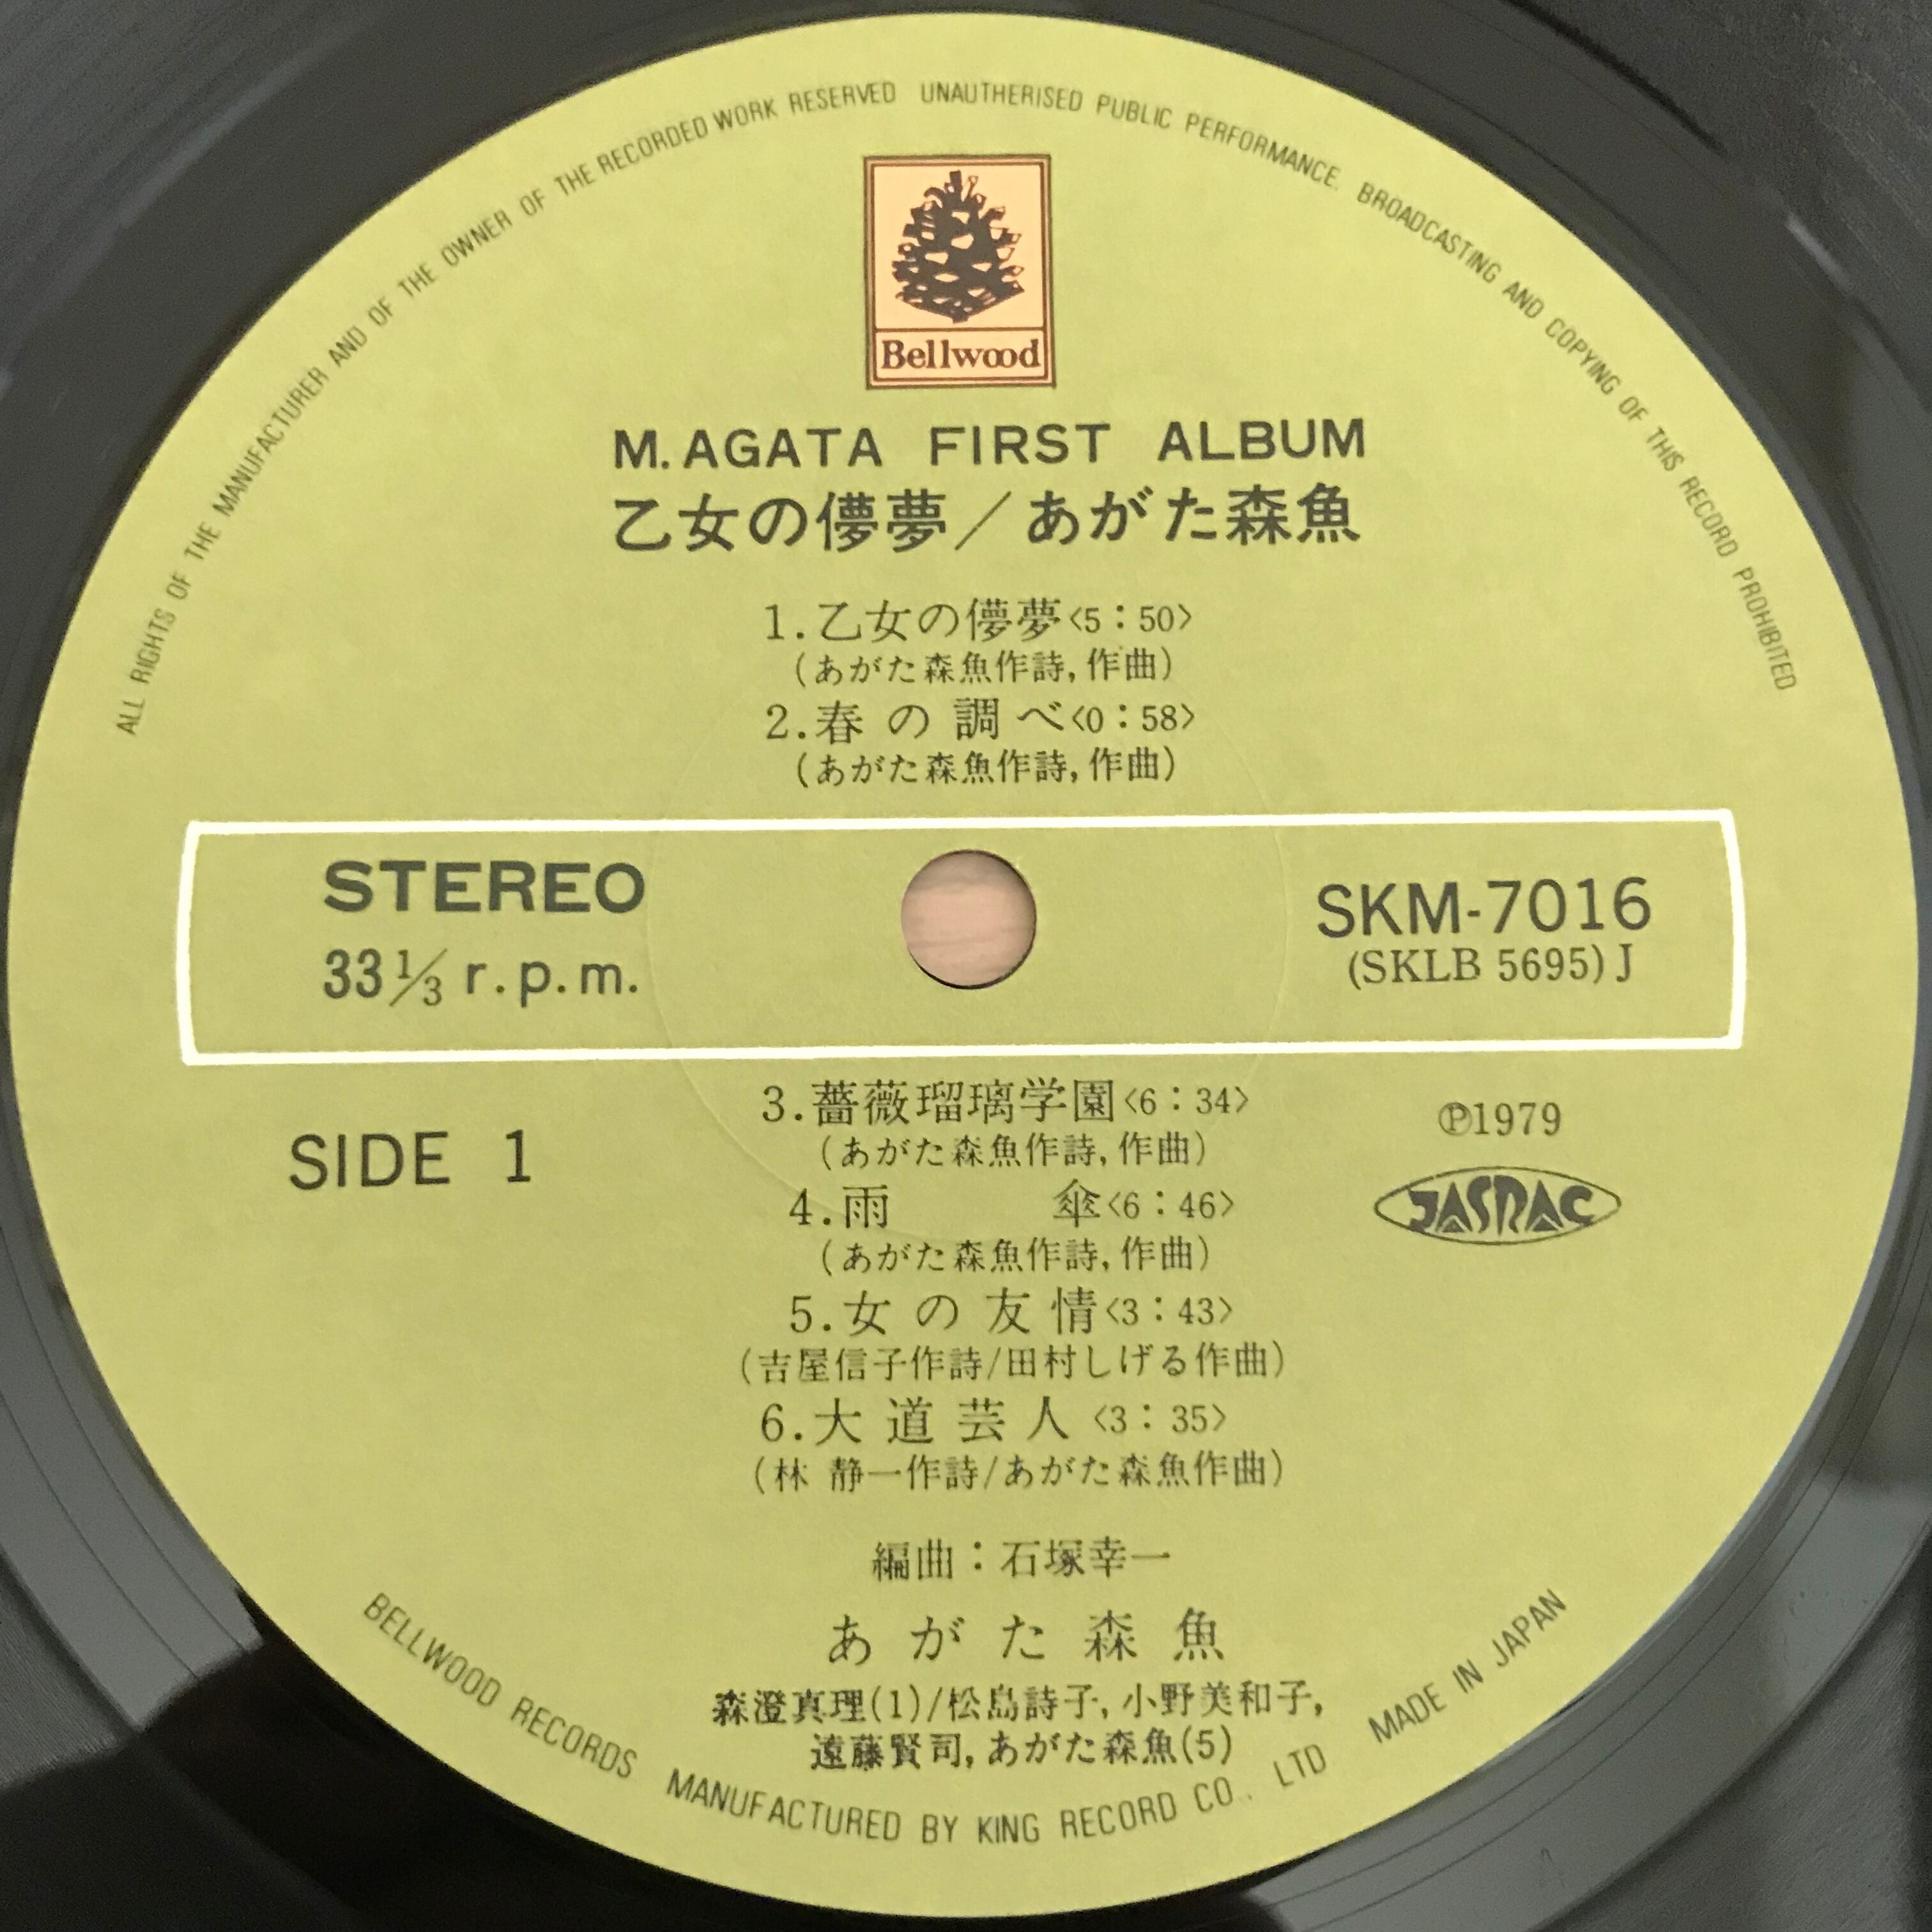 ALL RIGHTS OF THE MANUFACTURER AND OF THE OWNER OF THE RECORDED WORK RESERVED UNAUTHERISED PUBLIC PERFORMANCE. BROADCASTING AND COPYING OF THIS RECORD PROHIBITED
Bellwood
M. AGATA FIRST ALBUM
乙女の儚夢／あがた森魚
1.乙女の儚夢〈5：50〉
(あがた森魚作詩,作曲)
2.春の調べ〈0：58〉
(あがた森魚作詩,作曲)
STEREO
33 1/3 r.p.m.
SKM-7016
(SKLB 5695) J
SIDE 1
3.薔薇瑠璃学園〈6：34〉
(あがた森魚作詩,作曲)
4.雨 傘〈6：46〉
(あがた森魚作詩,作曲)
5.女の友情〈3：43〉
(吉屋信子作詩/田村しげる作曲)
6.大道芸人〈3：35〉
(林 静一作詩/あがた森魚作曲)
℗1979
JASRAC
編曲：石塚幸一
あがた森魚
森澄真理(1)/松島詩子,小野美和子,
遠藤賢司,あがた森魚(5)
BELLWOOD RECORDS MANUFACTURED BY KING RECORD CO., LTD MADE IN JAPAN